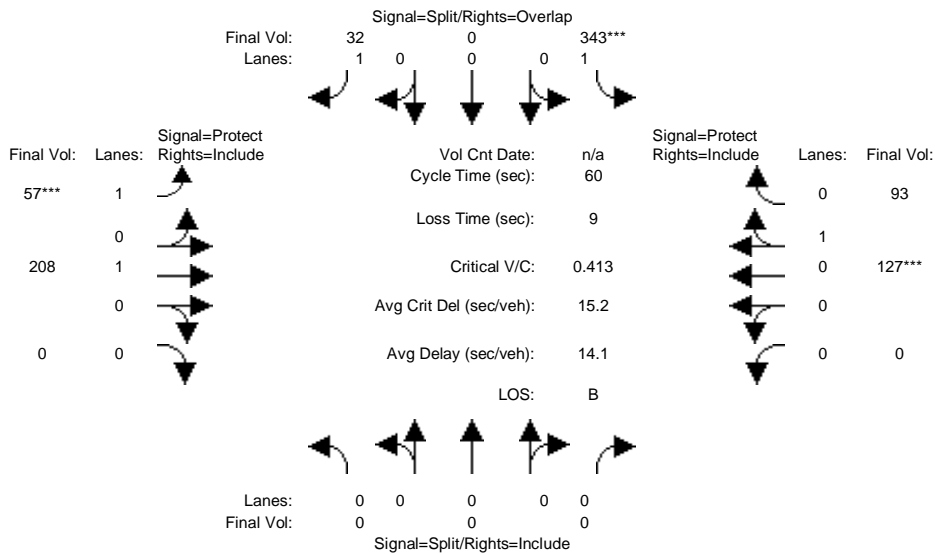 Signal=Split/Rights=Overlap
Final Vol: 32 0 343***
Lanes: 1 0 0 0 1
Signal=Protect
Final Vol: Lanes: Rights=Include
Vol Cnt Date: n/a
Signal=Protect
Rights=Include Lanes: Final Vol:
Cycle Time (sec): 60
57*** 1
0 93
Loss Time (sec): 9
0
1
208 1
Critical V/C: 0.413
0 127***
0
Avg Crit Del (sec/veh): 15.2
0
0 0
Avg Delay (sec/veh): 14.1
0 0
LOS: B
Lanes: 0 0 0 0 0
Final Vol: 0 0 0
Signal=Split/Rights=Include